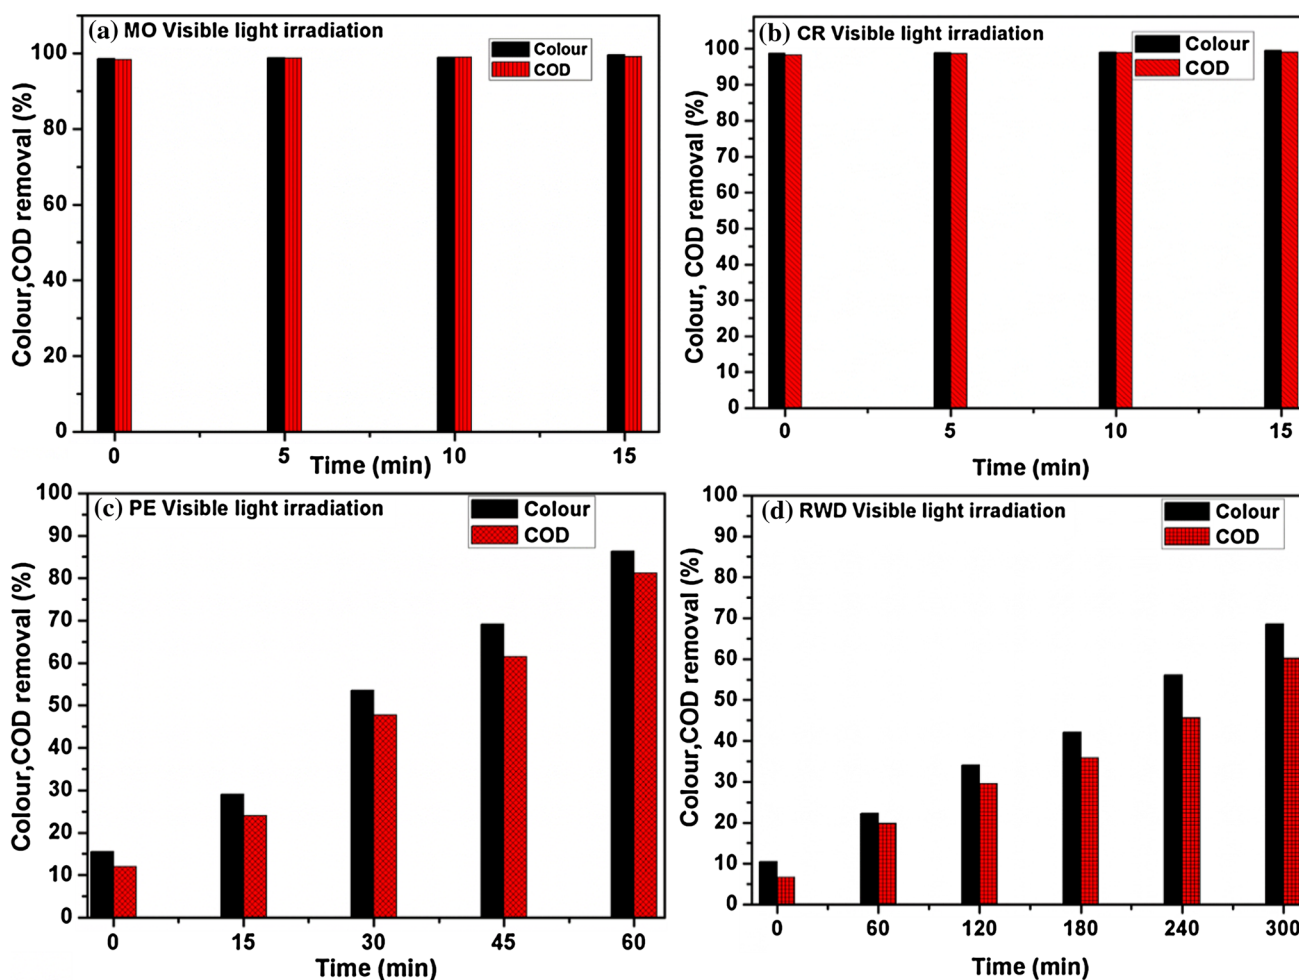 (a) MO Visible light irradiation
Colour
COD
100
80
60
40
20
0
Colour,COD removal (%)
0 5 10 15
Time (min)
(b) CR Visible light irradiation
Colour
COD
100
90
80
70
60
50
40
30
20
10
0
Colour, COD removal (%)
0 5 10 15
Time (min)
(c) PE Visible light irradiation
Colour
COD
100
90
80
70
60
50
40
30
20
10
0
Colour,COD removal (%)
0 15 30 45 60
Time (min)
(d) RWD Visible light irradiation
Colour
COD
100
90
80
70
60
50
40
30
20
10
0
Colour,COD removal (%)
0 60 120 180 240 300
Time (min)